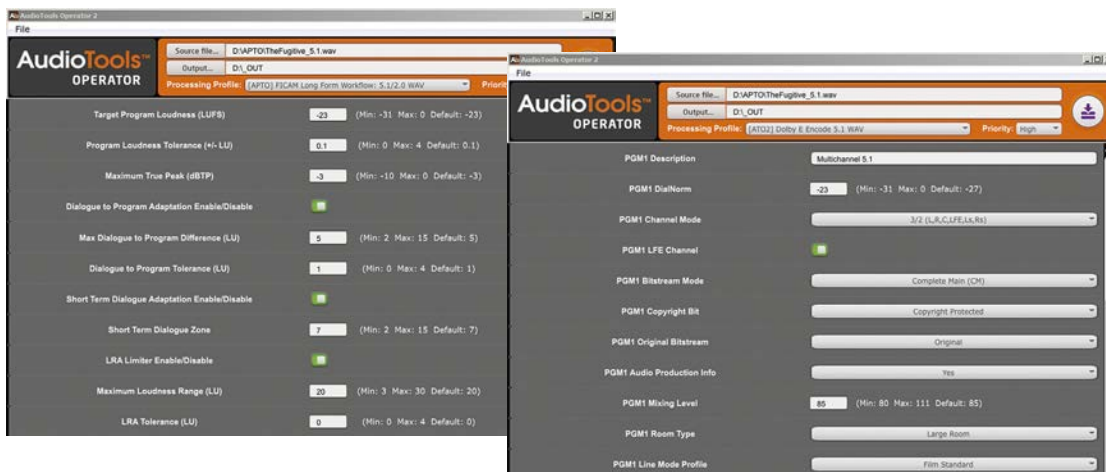 AudioTools Operator 2
File
AudioTools™
OPERATOR
Source file... D:\APTO\TheFugitive_5.1.wav
Output... D:\_OUT
Processing Profile: [APTO] FICAM Long Form Workflow: 5.1/2.0 WAV
Target Program Loudness (LUFS) -23 (Min: -31 Max: 0 Default: -23)
Program Loudness Tolerance (+/- LU) 0.1 (Min: 0 Max: 4 Default: 0.1)
Maximum True Peak (dBTP) -3 (Min: -10 Max: 0 Default: -3)
Dialogue to Program Adaptation Enable/Disable
Max Dialogue to Program Difference (LU) 5 (Min: 2 Max: 15 Default: 5)
Dialogue to Program Tolerance (LU) 1 (Min: 0 Max: 4 Default: 1)
Short Term Dialogue Adaptation Enable/Disable
Short Term Dialogue Zone 7 (Min: 2 Max: 15 Default: 7)
LRA Limiter Enable/Disable
Maximum Loudness Range (LU) 20 (Min: 3 Max: 30 Default: 20)
LRA Tolerance (LU) 0 (Min: 0 Max: 4 Default: 0)
AudioTools Operator 2
File
AudioTools™
OPERATOR
Source file... D:\APTO\TheFugitive_5.1.wav
Output... D:\_OUT
Processing Profile: [ATO2] Dolby E Encode 5.1 WAV Priority: High
PGM1 Description Multichannel 5.1
PGM1 DialNorm -23 (Min: -31 Max: 0 Default: -27)
PGM1 Channel Mode 3/2 (L,R,C,LFE,Ls,Rs)
PGM1 LFE Channel
PGM1 Bitstream Mode Complete Main (CM)
PGM1 Copyright Bit Copyright Protected
PGM1 Original Bitstream Original
PGM1 Audio Production Info Yes
PGM1 Mixing Level 85 (Min: 80 Max: 111 Default: 85)
PGM1 Room Type Large Room
PGM1 Line Mode Profile Film Standard